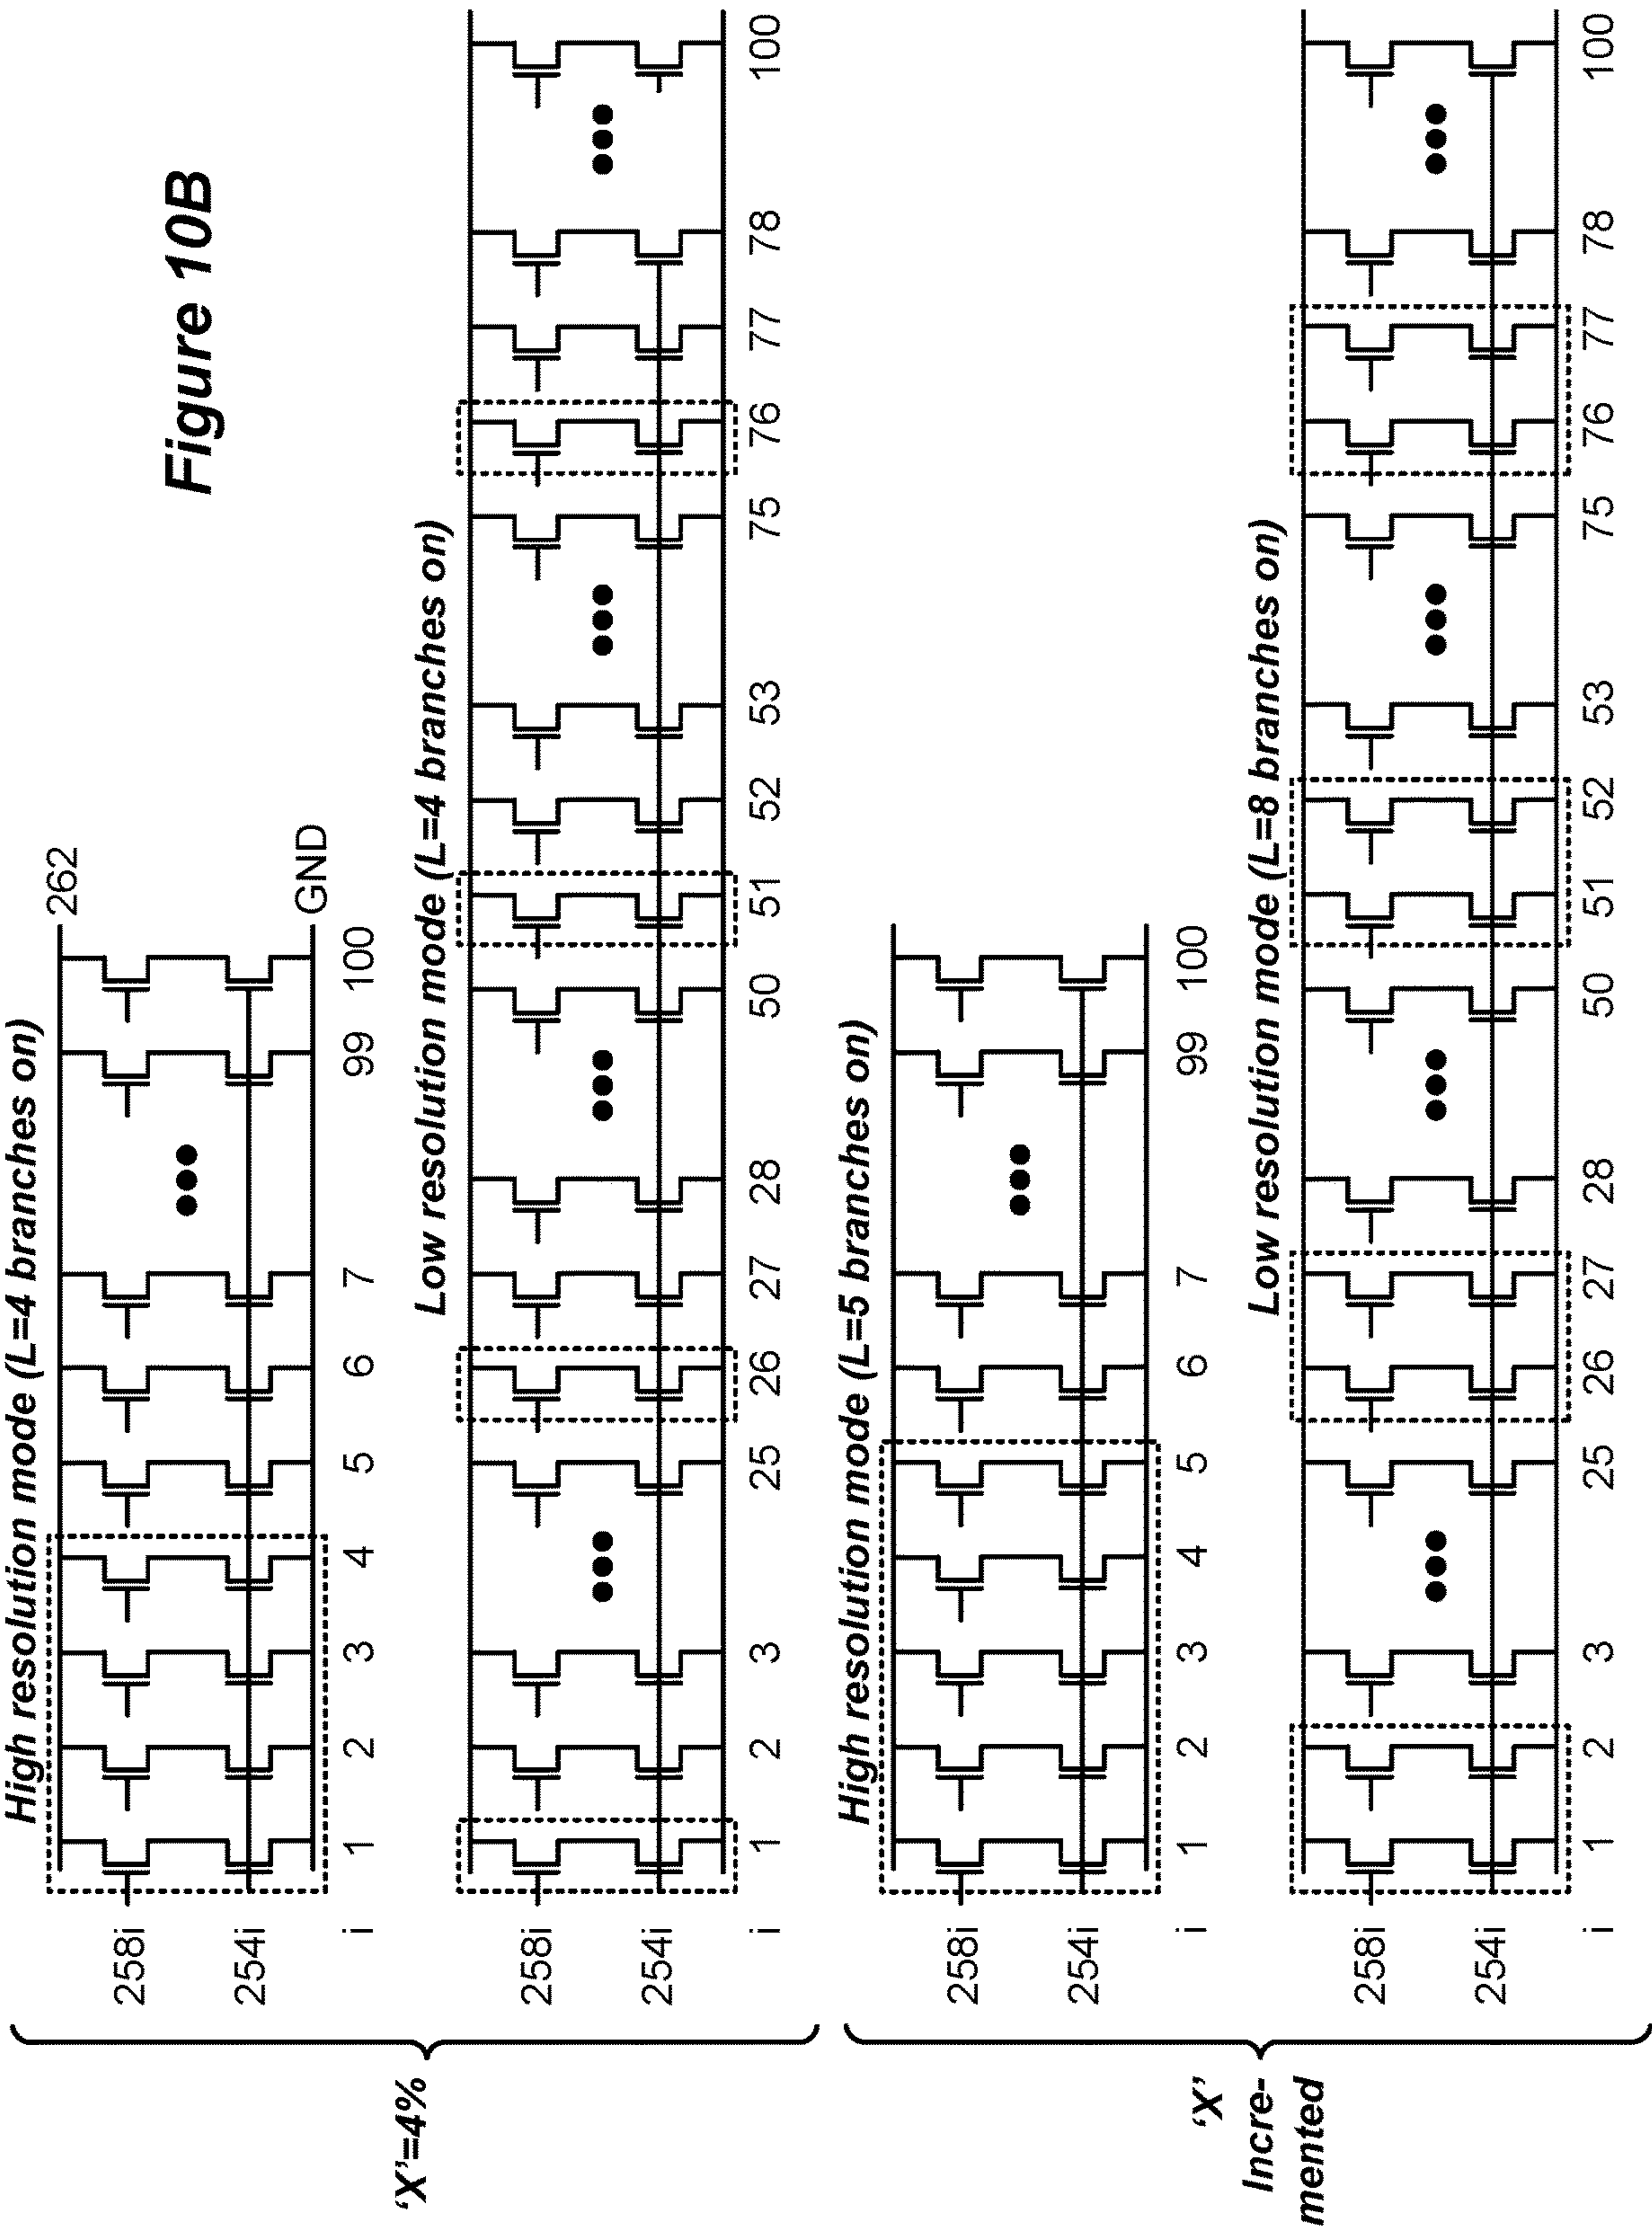 Figure 10B
'X'=4%
High resolution mode (L=4 branches on)
262
258i
254i
GND
i 1 2 3 4 5 6 7 99 100
Low resolution mode (L=4 branches on)
258i
254i
i 1 2 3 25 26 27 28 50 51 52 53 75 76 77 78 100
'X'
Incre-
mented
High resolution mode (L=5 branches on)
258i
254i
i 1 2 3 4 5 6 7 99 100
Low resolution mode (L=8 branches on)
258i
254i
i 1 2 3 25 26 27 28 50 51 52 53 75 76 77 78 100